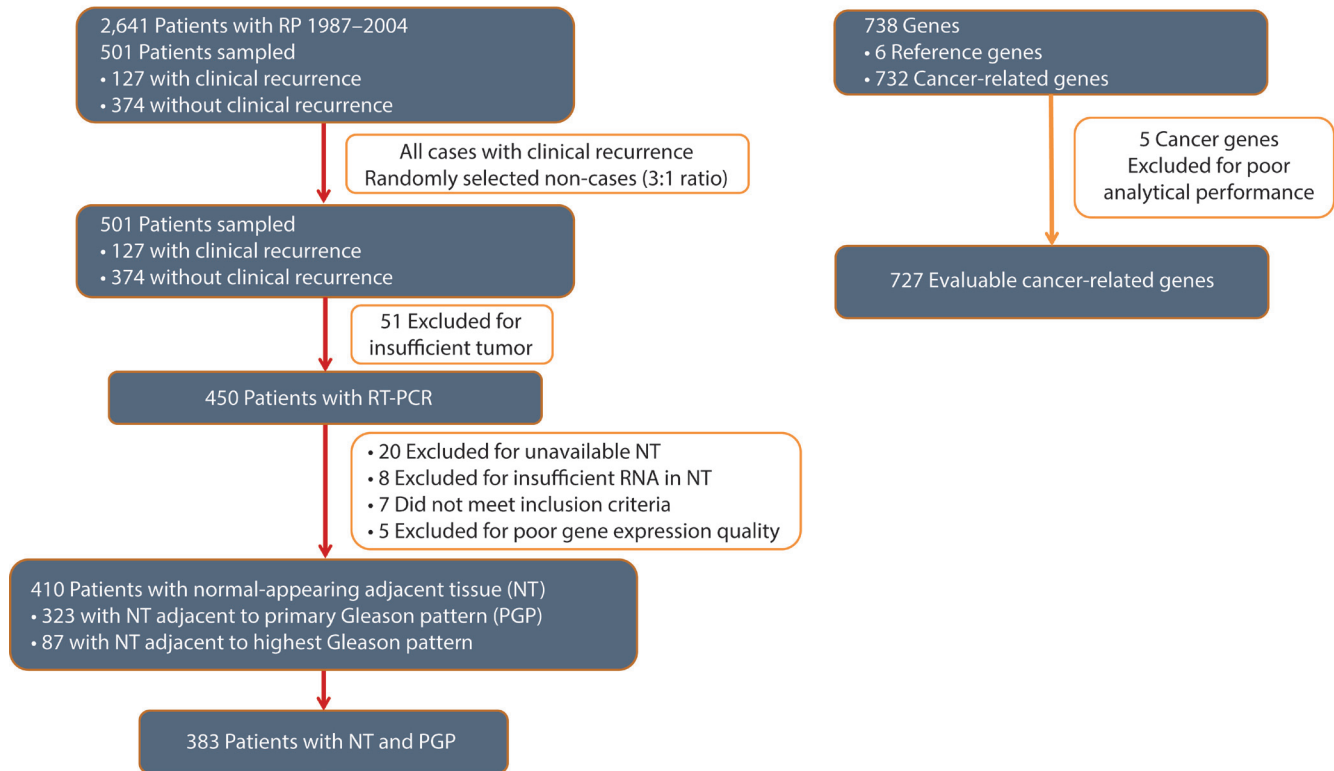 2,641 Patients with RP 1987–2004
501 Patients sampled
• 127 with clinical recurrence
• 374 without clinical recurrence
All cases with clinical recurrence
Randomly selected non-cases (3:1 ratio)
501 Patients sampled
• 127 with clinical recurrence
• 374 without clinical recurrence
51 Excluded for
insufficient tumor
450 Patients with RT-PCR
• 20 Excluded for unavailable NT
• 8 Excluded for insufficient RNA in NT
• 7 Did not meet inclusion criteria
• 5 Excluded for poor gene expression quality
410 Patients with normal-appearing adjacent tissue (NT)
• 323 with NT adjacent to primary Gleason pattern (PGP)
• 87 with NT adjacent to highest Gleason pattern
383 Patients with NT and PGP
738 Genes
• 6 Reference genes
• 732 Cancer-related genes
5 Cancer genes
Excluded for poor
analytical performance
727 Evaluable cancer-related genes